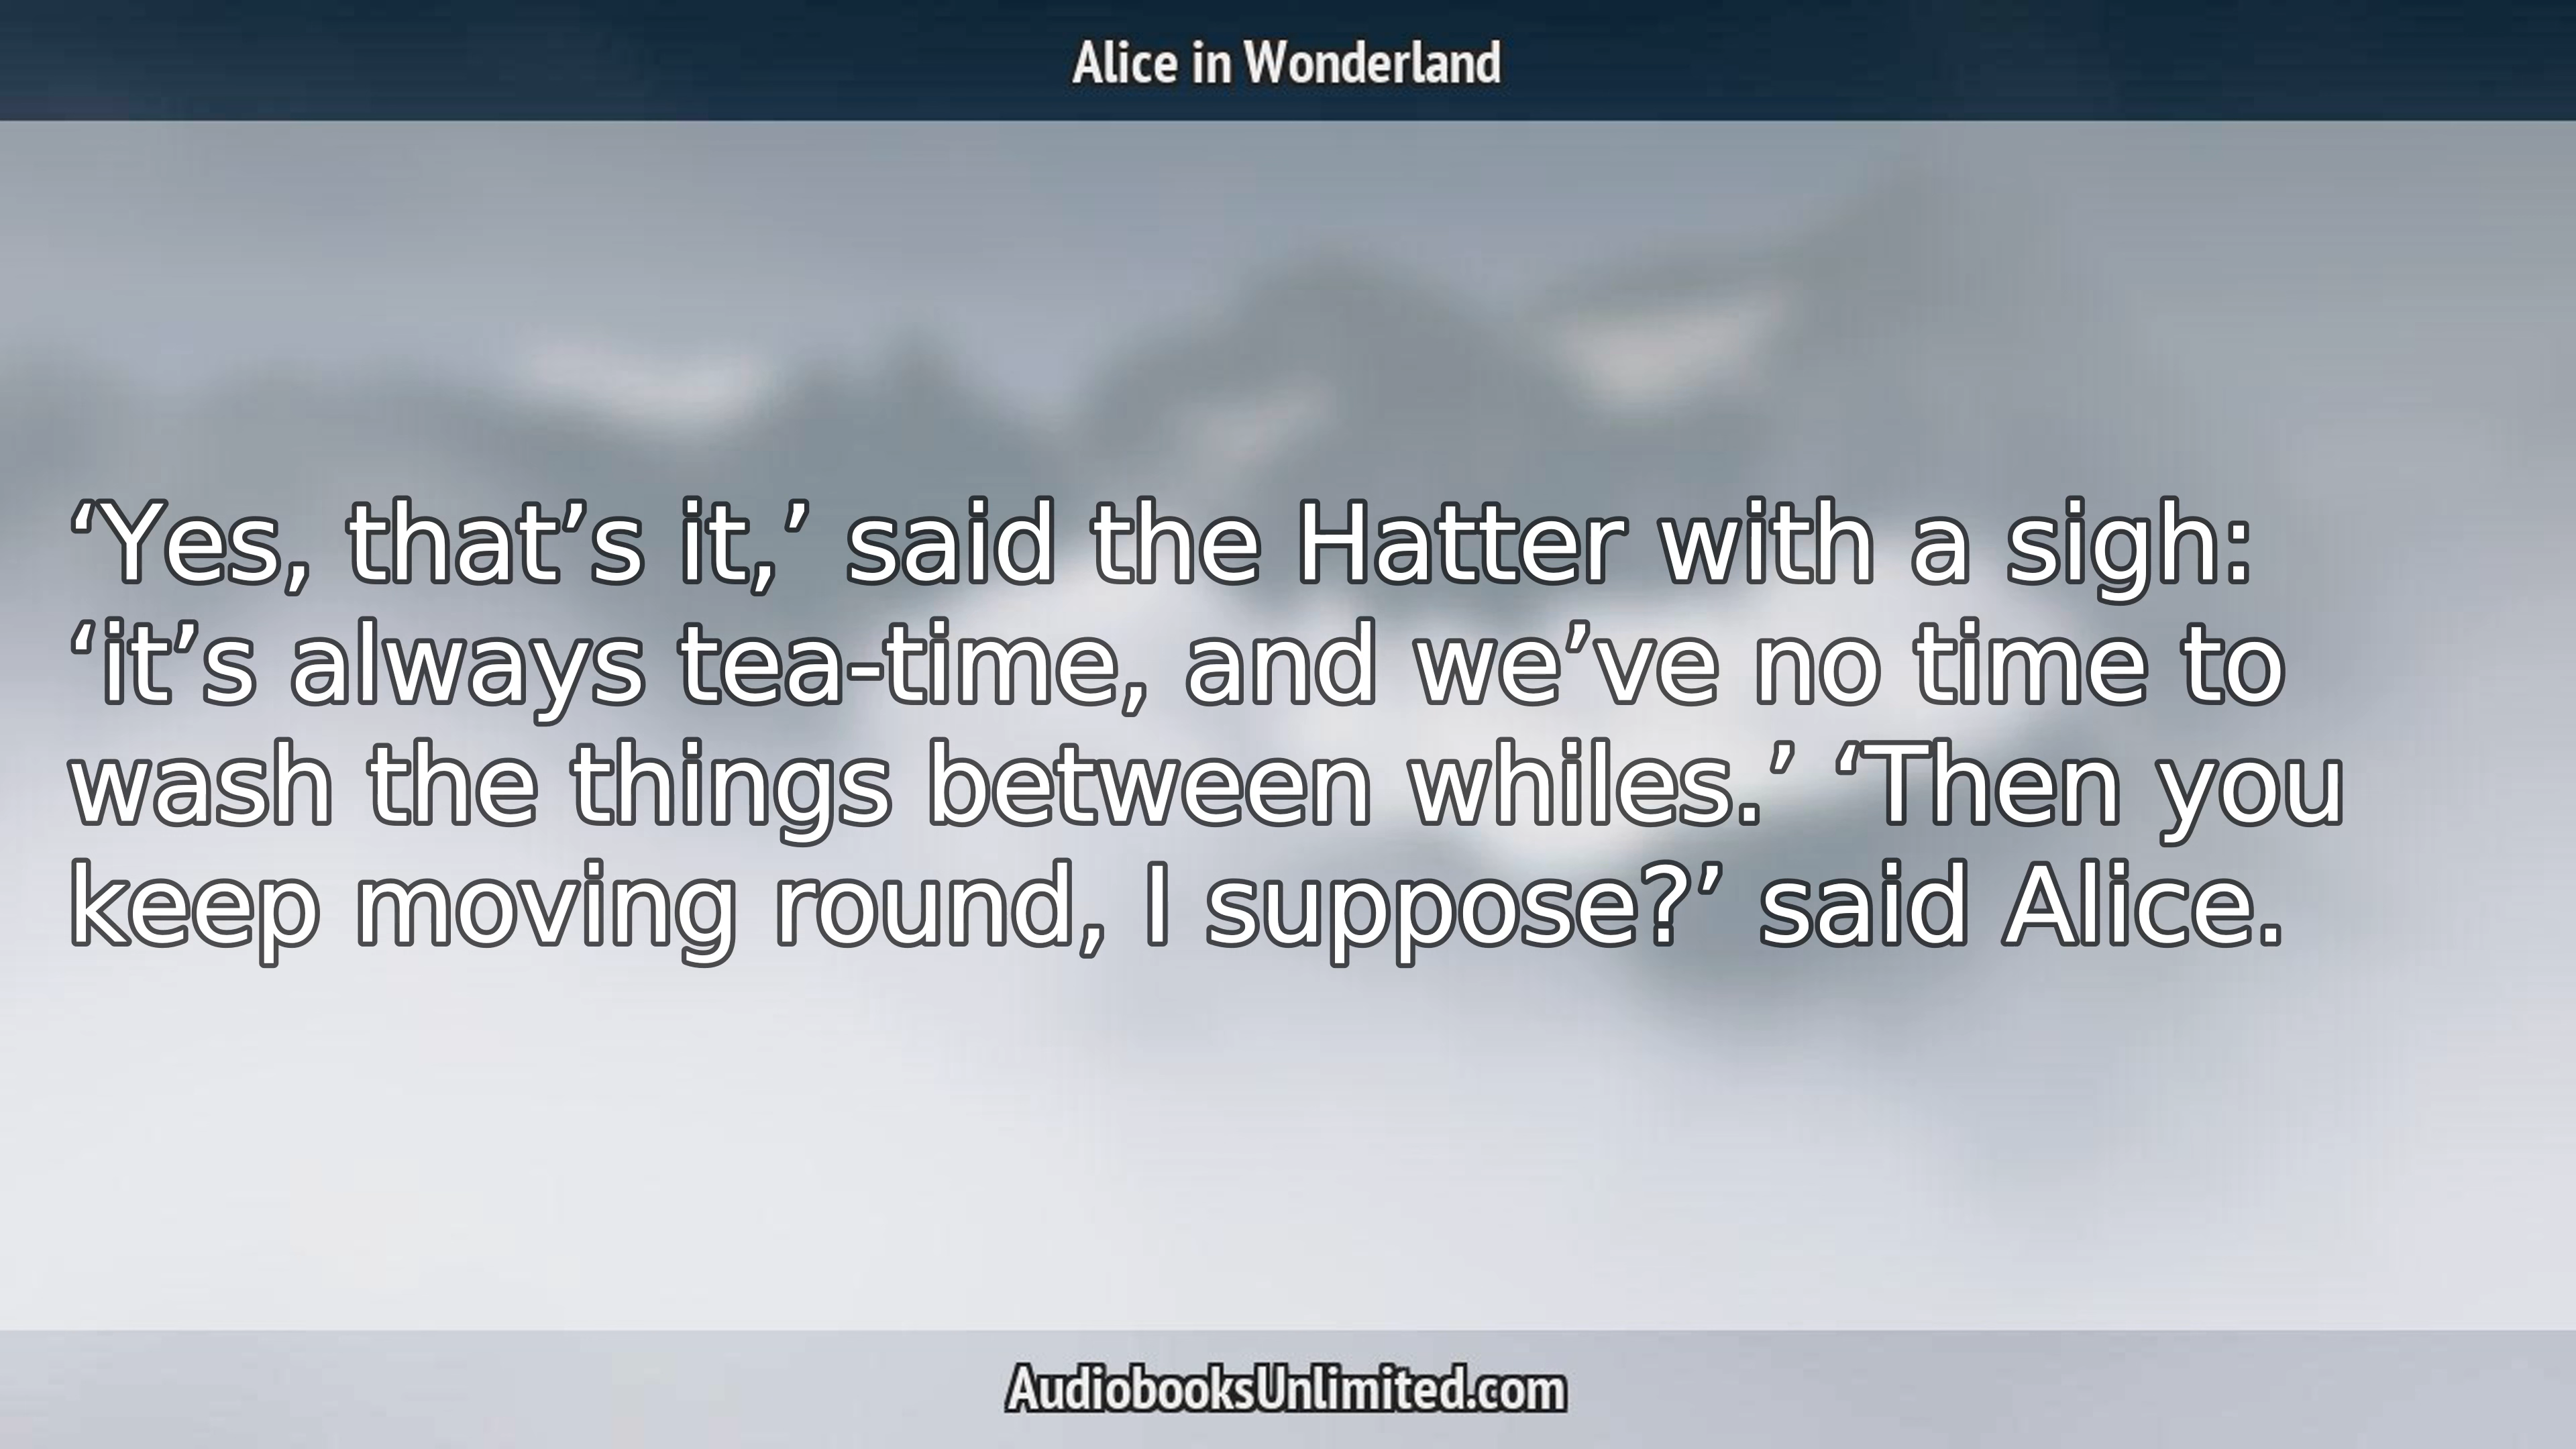 Alice in Wonderland
‘Yes, that’s it,’ said the Hatter with a sigh:
‘it’s always tea-time, and we’ve no time to
wash the things between whiles.’ ‘Then you
keep moving round, I suppose?’ said Alice.
AudiobooksUnlimited.com